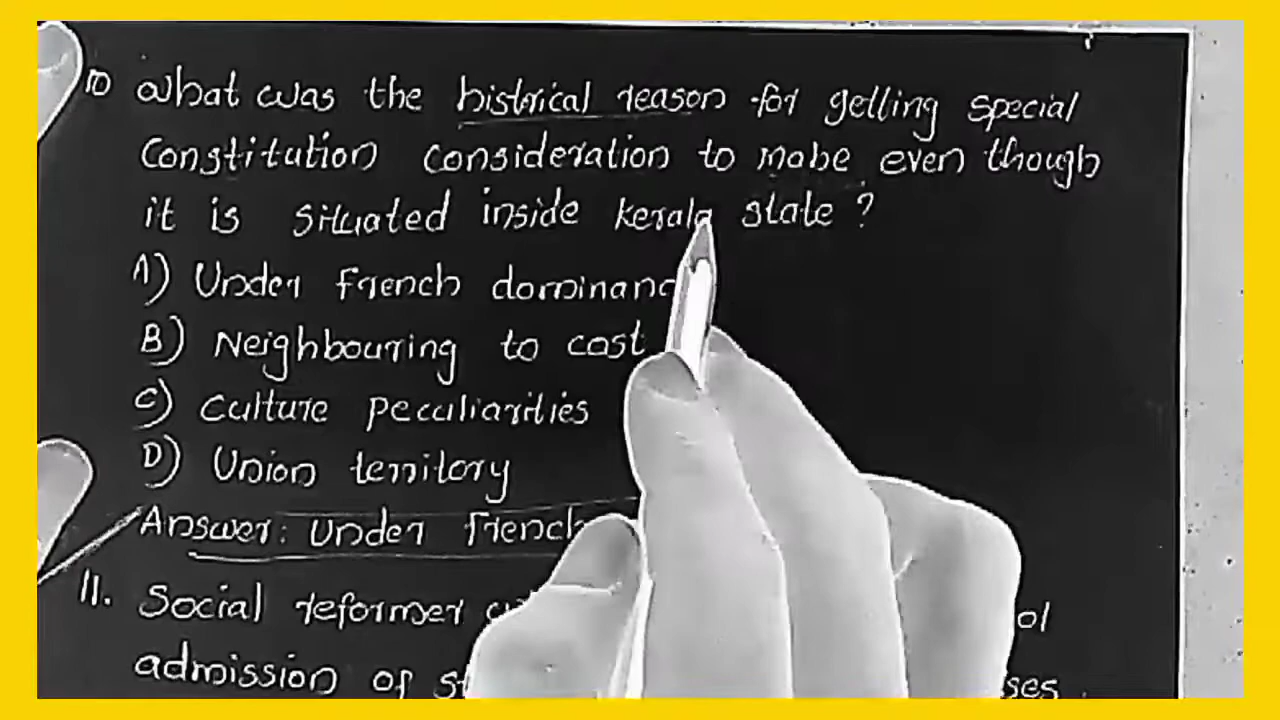 10 What was the historical reason for getting special
Constitution consideration to mahe even though
it is situated inside kerala state ?
A) Under French
B) Neighbouring to cost
C) Culture peculiarities
D) Union territory
Answer: Under French
11. Social reformer
admission of